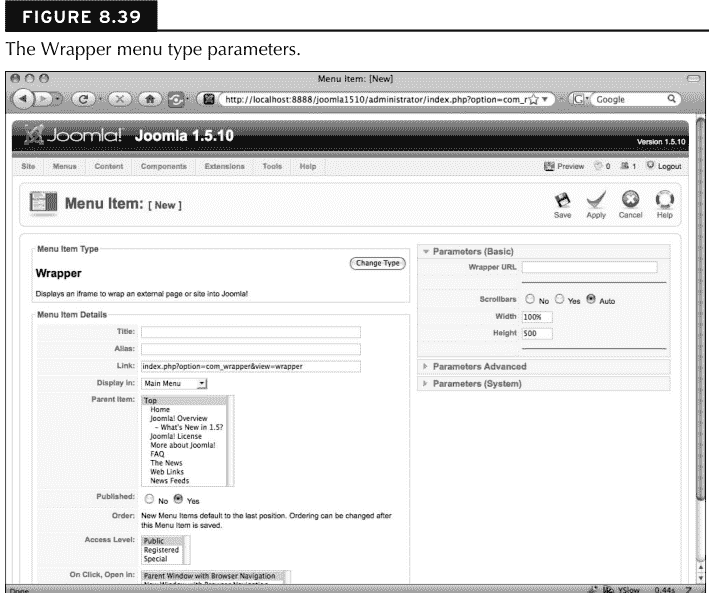 FIGURE 8.39
The Wrapper menu type parameters.
Menu Item: [New]
http://localhost:8888/joomla1510/administrator/index.php?option=com_
Google
Joomla! Joomla 1.5.10
Version 1.5.10
Site Menus Content Components Extensions Tools Help
Preview 0 1 Logout
Menu Item: [ New ]
Save Apply Cancel Help
Menu Item Type
Change Type
Wrapper
Displays an iframe to wrap an external page or site into Joomla!
Menu Item Details
Title:
Alias:
Link: index.php?option=com_wrapper&view=wrapper
Display in: Main Menu
Parent Item: Top
Home
Joomla! Overview
- What's New in 1.5?
Joomla! License
More about Joomla!
FAQ
The News
Web Links
News Feeds
Published: No Yes
Order: New Menu Items default to the last position. Ordering can be changed after
this Menu Item is saved.
Access Level: Public
Registered
Special
On Click, Open in: Parent Window with Browser Navigation
Parameters (Basic)
Wrapper URL
Scrollbars No Yes Auto
Width 100%
Height 500
Parameters Advanced
Parameters (System)
Done
YSlow 0.44s